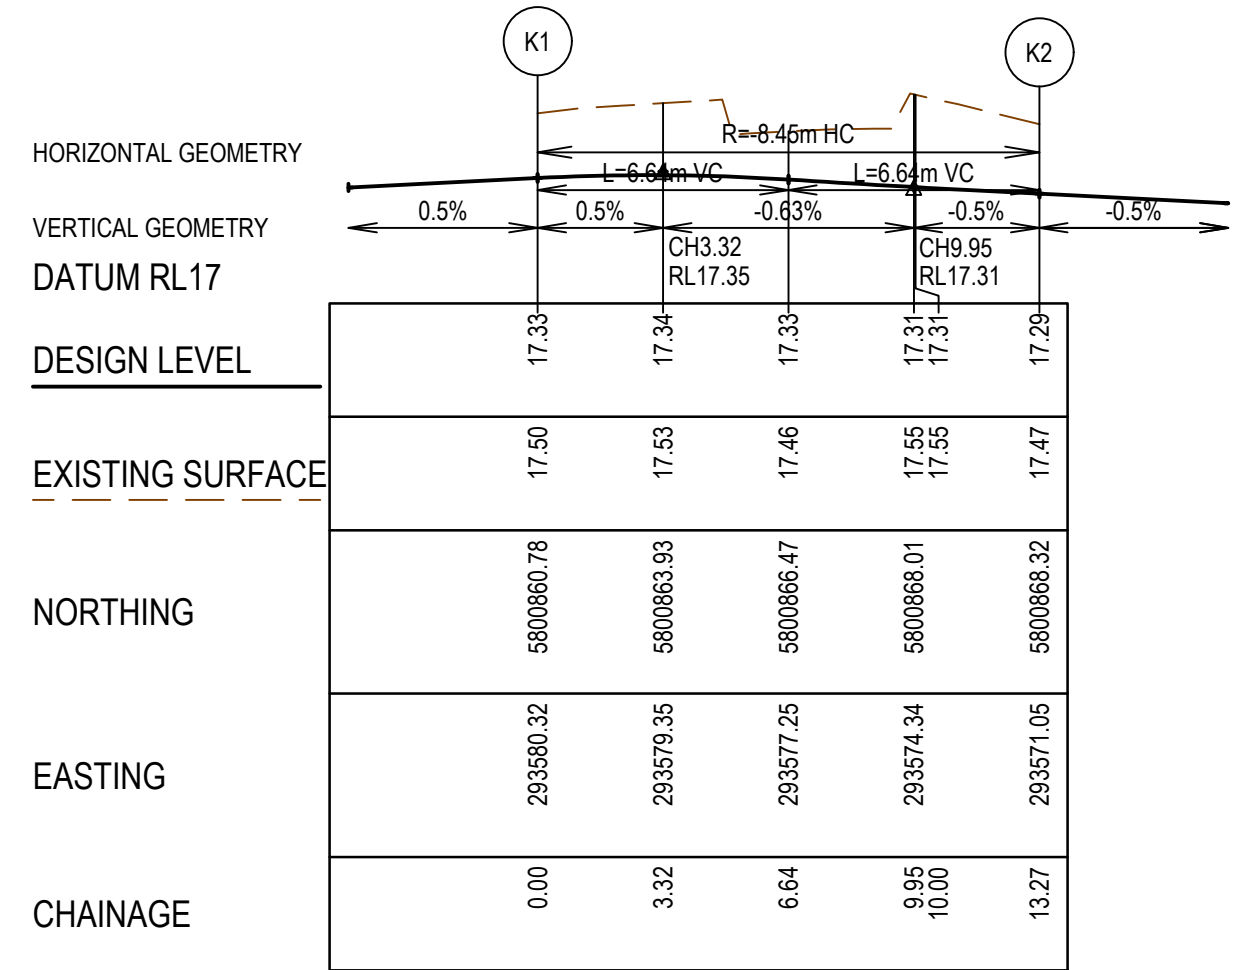 K1
K2
HORIZONTAL GEOMETRY
R=-8.45m HC
L=6.64m VC
L=6.64m VC
VERTICAL GEOMETRY
0.5%
0.5%
-0.63%
-0.5%
-0.5%
CH3.32
RL17.35
CH9.95
RL17.31
DATUM RL17
DESIGN LEVEL
17.33
17.34
17.33
17.31
17.31
17.29
EXISTING SURFACE
17.50
17.53
17.46
17.55
17.55
17.47
NORTHING
5800860.78
5800863.93
5800866.47
5800868.01
5800868.32
EASTING
293580.32
293579.35
293577.25
293574.34
293571.05
CHAINAGE
0.00
3.32
6.64
9.95
10.00
13.27